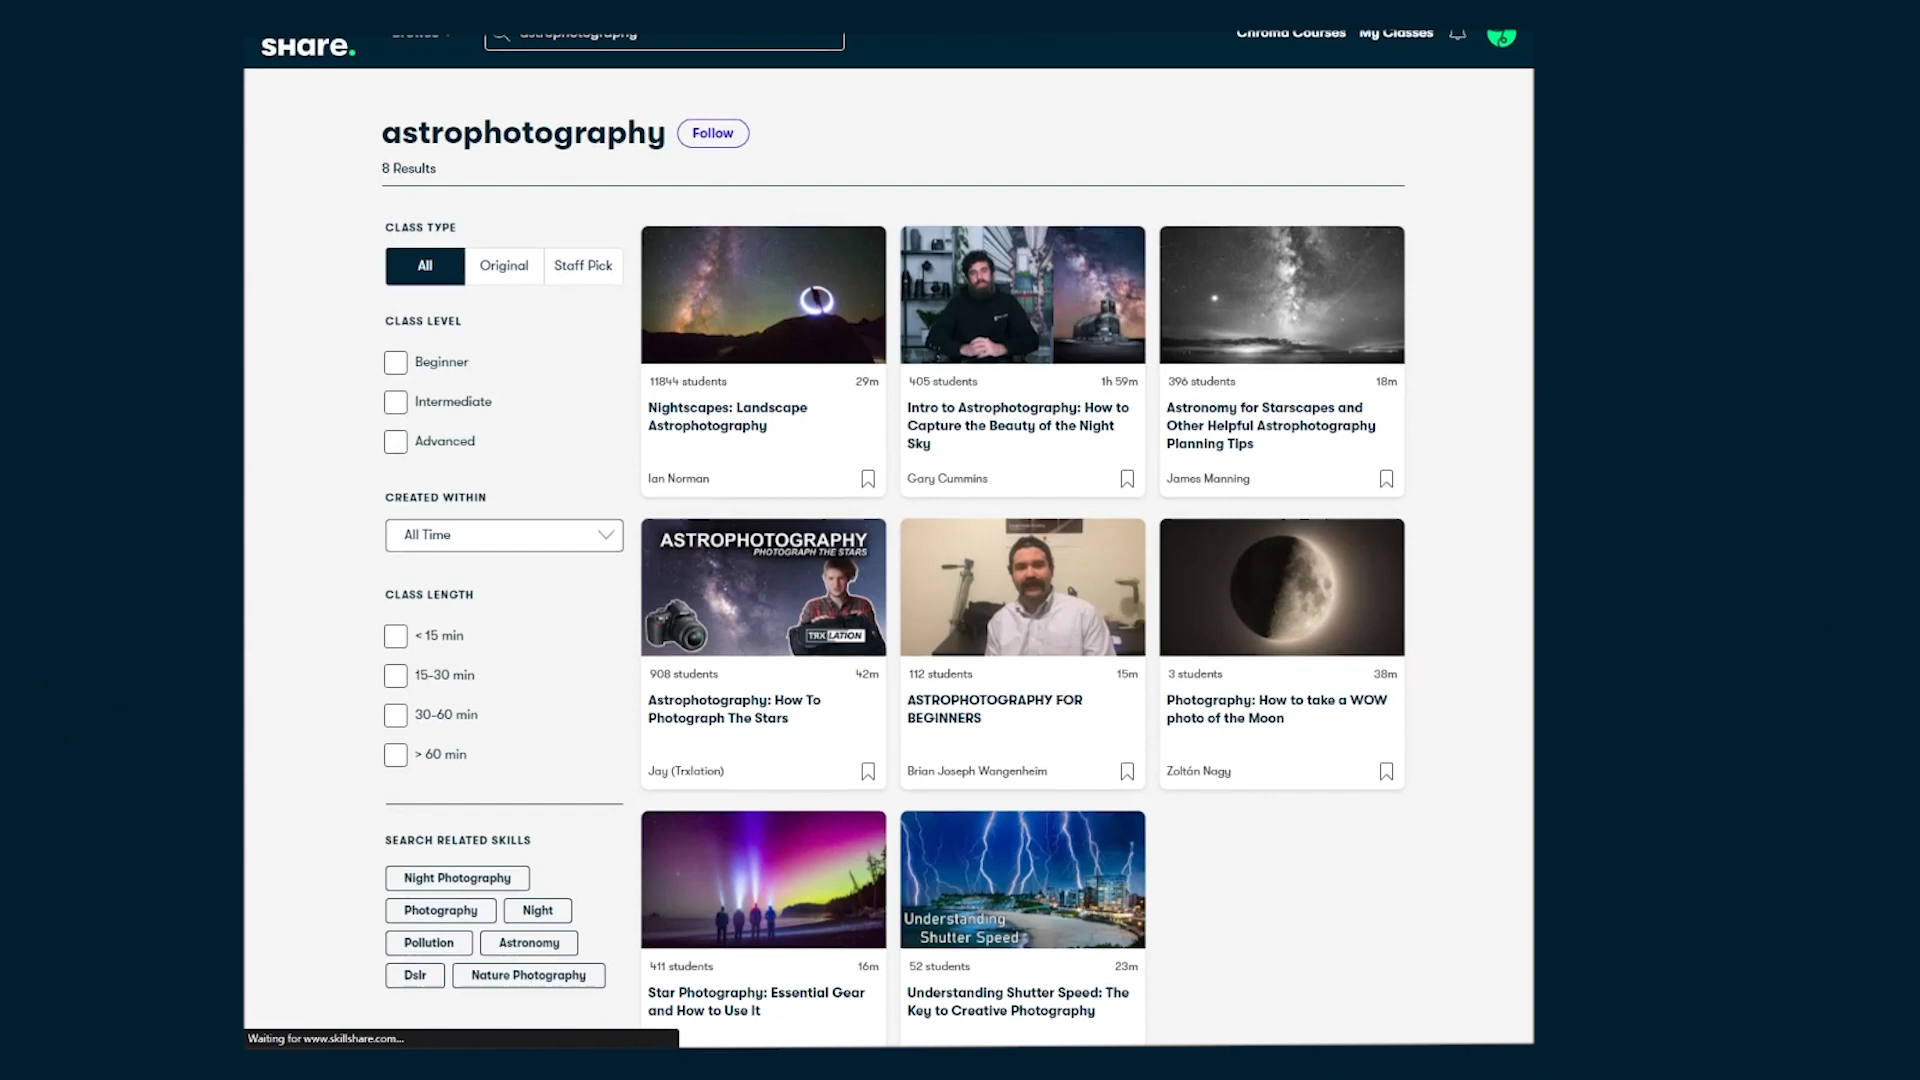 SHare.
Browse
astrophotography
Chroma Courses
My Classes
astrophotography
Follow
8 Results
CLASS TYPE
All
Original
Staff Pick
CLASS LEVEL
Beginner
Intermediate
Advanced
CREATED WITHIN
All Time
CLASS LENGTH
< 15 min
15-30 min
30-60 min
> 60 min
SEARCH RELATED SKILLS
Night Photography
Photography
Night
Pollution
Astronomy
Dslr
Nature Photography
11844 students
29m
Nightscapes: Landscape
Astrophotography
Ian Norman
405 students
1h 59m
Intro to Astrophotography: How to
Capture the Beauty of the Night
Sky
Gary Cummins
396 students
18m
Astronomy for Starscapes and
Other Helpful Astrophotography
Planning Tips
James Manning
ASTROPHOTOGRAPHY
PHOTOGRAPH THE STARS
TRXLATION
908 students
42m
Astrophotography: How To
Photograph The Stars
Jay (Trxlation)
112 students
15m
ASTROPHOTOGRAPHY FOR
BEGINNERS
Brian Joseph Wangenheim
3 students
38m
Photography: How to take a WOW
photo of the Moon
Zoltán Nagy
411 students
16m
Star Photography: Essential Gear
and How to Use It
Understanding
Shutter Speed
52 students
23m
Understanding Shutter Speed: The
Key to Creative Photography
Waiting for www.skillshare.com...